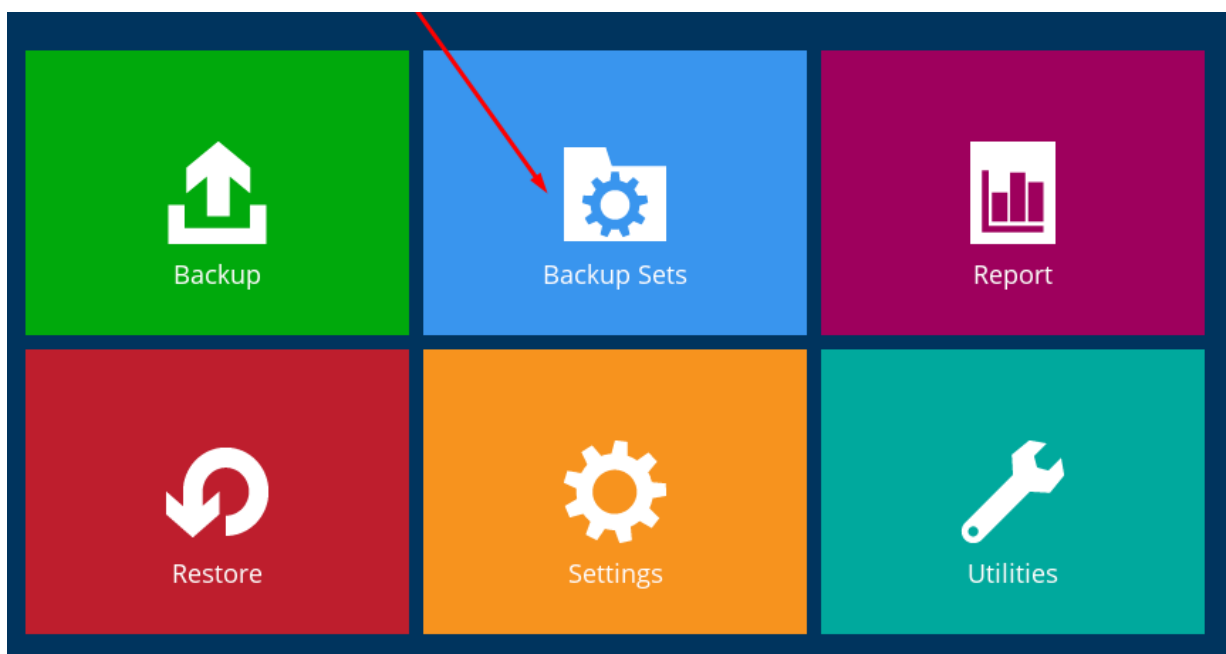 Backup
Backup Sets
Report
Restore
Settings
Utilities